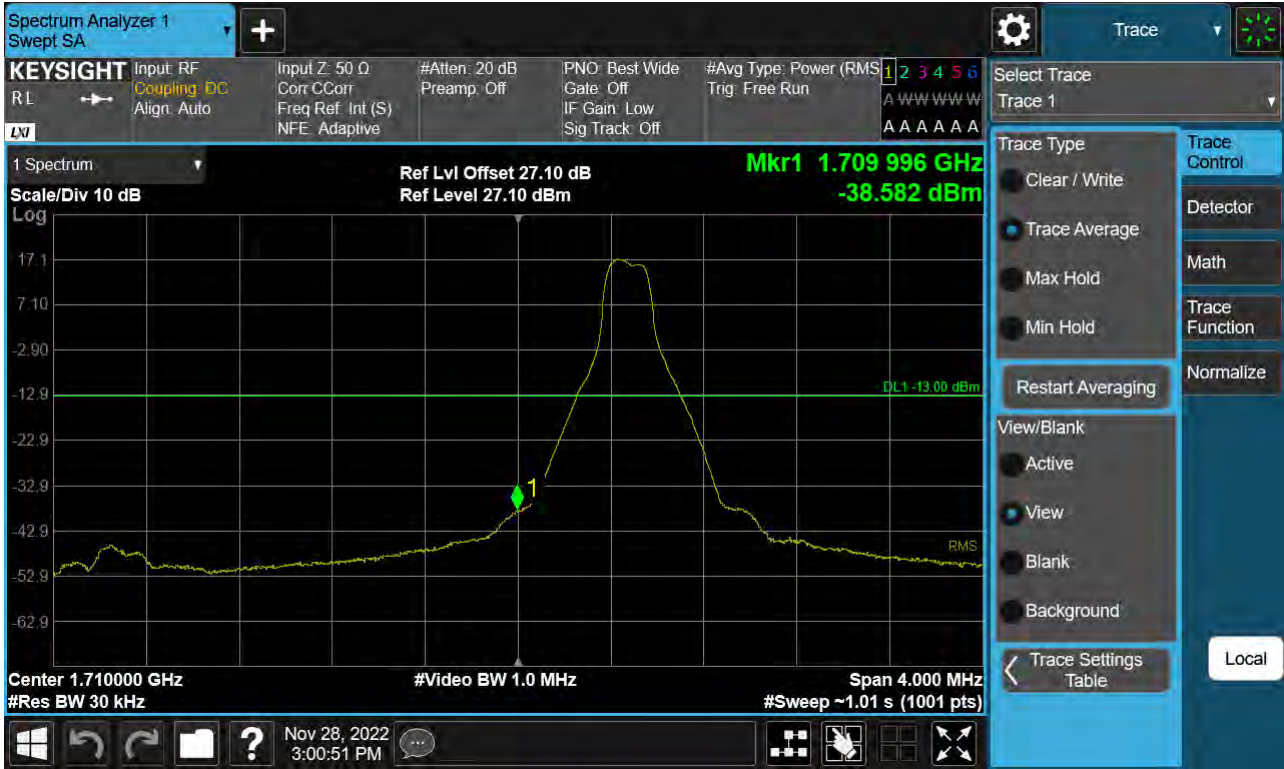 Spectrum Analyzer 1
Swept SA
+
Trace
KEYSIGHT
R L
LXI
Input: RF
Coupling: DC
Align: Auto
Input Z: 50 Ω
Corr CCorr
Freq Ref: Int (S)
NFE: Adaptive
#Atten: 20 dB
Preamp: Off
PNO: Best Wide
Gate: Off
IF Gain: Low
Sig Track: Off
#Avg Type: Power (RMS
Trig: Free Run
1 2 3 4 5 6
A W W W W W
A A A A A A
Select Trace
Trace 1
1 Spectrum
Scale/Div 10 dB
Log
Ref Lvl Offset 27.10 dB
Ref Level 27.10 dBm
Mkr1 1.709 996 GHz
-38.582 dBm
17.1
7.10
-2.90
-12.9
-22.9
-32.9
-42.9
-52.9
-62.9
DL1 -13.00 dBm
1
RMS
Center 1.710000 GHz
#Res BW 30 kHz
#Video BW 1.0 MHz
Span 4.000 MHz
#Sweep ~1.01 s (1001 pts)
Trace Type
Clear / Write
Trace Average
Max Hold
Min Hold
Restart Averaging
View/Blank
Active
View
Blank
Background
Trace Settings
Table
Trace
Control
Detector
Math
Trace
Function
Normalize
Local
?
Nov 28, 2022
3:00:51 PM